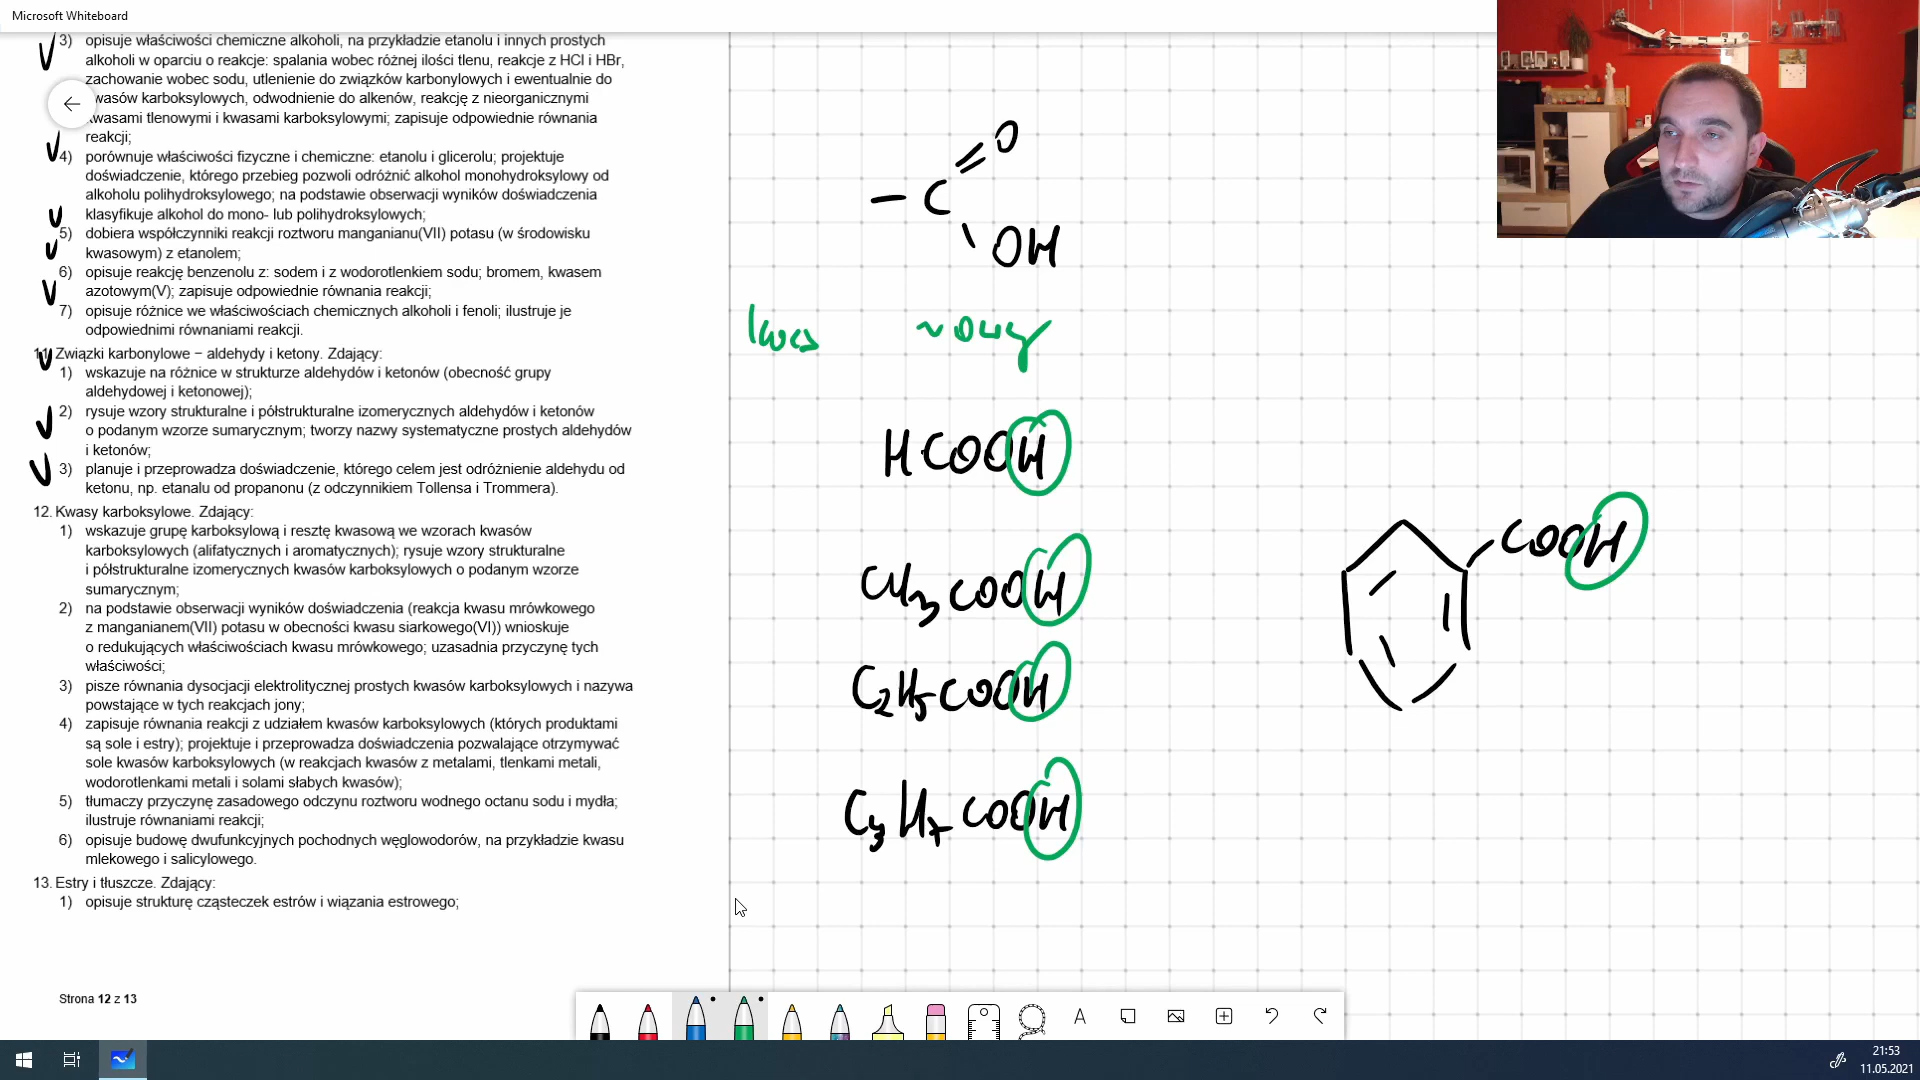 Microsoft Whiteboard
3) opisuje właściwości chemiczne alkoholi, na przykładzie etanolu i innych prostych
alkoholi w oparciu o reakcje: spalania wobec różnej ilości tlenu, reakcje z HCl i HBr,
zachowanie wobec sodu, utlenienie do związków karbonylowych i ewentualnie do
kwasów karboksylowych, odwodnienie do alkenów, reakcję z nieorganicznymi
kwasami tlenowymi i kwasami karboksylowymi; zapisuje odpowiednie równania
reakcji;
4) porównuje właściwości fizyczne i chemiczne: etanolu i glicerolu; projektuje
doświadczenie, którego przebieg pozwoli odróżnić alkohol monohydroksylowy od
alkoholu polihydroksylowego; na podstawie obserwacji wyników doświadczenia
klasyfikuje alkohol do mono- lub polihydroksylowych;
5) dobiera współczynniki reakcji roztworu manganianu(VII) potasu (w środowisku
kwasowym) z etanolem;
6) opisuje reakcję benzenolu z: sodem i z wodorotlenkiem sodu; bromem, kwasem
azotowym(V); zapisuje odpowiednie równania reakcji;
7) opisuje różnice we właściwościach chemicznych alkoholi i fenoli; ilustruje je
odpowiednimi równaniami reakcji.
11. Związki karbonylowe − aldehydy i ketony. Zdający:
1) wskazuje na różnice w strukturze aldehydów i ketonów (obecność grupy
aldehydowej i ketonowej);
2) rysuje wzory strukturalne i półstrukturalne izomerycznych aldehydów i ketonów
o podanym wzorze sumarycznym; tworzy nazwy systematyczne prostych aldehydów
i ketonów;
3) planuje i przeprowadza doświadczenie, którego celem jest odróżnienie aldehydu od
ketonu, np. etanalu od propanonu (z odczynnikiem Tollensa i Trommera).
12. Kwasy karboksylowe. Zdający:
1) wskazuje grupę karboksylową i resztę kwasową we wzorach kwasów
karboksylowych (alifatycznych i aromatycznych); rysuje wzory strukturalne
i półstrukturalne izomerycznych kwasów karboksylowych o podanym wzorze
sumarycznym;
2) na podstawie obserwacji wyników doświadczenia (reakcja kwasu mrówkowego
z manganianem(VII) potasu w obecności kwasu siarkowego(VI)) wnioskuje
o redukujących właściwościach kwasu mrówkowego; uzasadnia przyczynę tych
właściwości;
3) pisze równania dysocjacji elektrolitycznej prostych kwasów karboksylowych i nazywa
powstające w tych reakcjach jony;
4) zapisuje równania reakcji z udziałem kwasów karboksylowych (których produktami
są sole i estry); projektuje i przeprowadza doświadczenia pozwalające otrzymywać
sole kwasów karboksylowych (w reakcjach kwasów z metalami, tlenkami metali,
wodorotlenkami metali i solami słabych kwasów);
5) tłumaczy przyczynę zasadowego odczynu roztworu wodnego octanu sodu i mydła;
ilustruje równaniami reakcji;
6) opisuje budowę dwufunkcyjnych pochodnych węglowodorów, na przykładzie kwasu
mlekowego i salicylowego.
13. Estry i tłuszcze. Zdający:
1) opisuje strukturę cząsteczek estrów i wiązania estrowego;
Strona 12 z 13
O
– C
OH
kwas ~owy
HCOOH
CH3COOH
C2H5COOH
C3H7COOH
COOH
A
21:53
11.05.2021